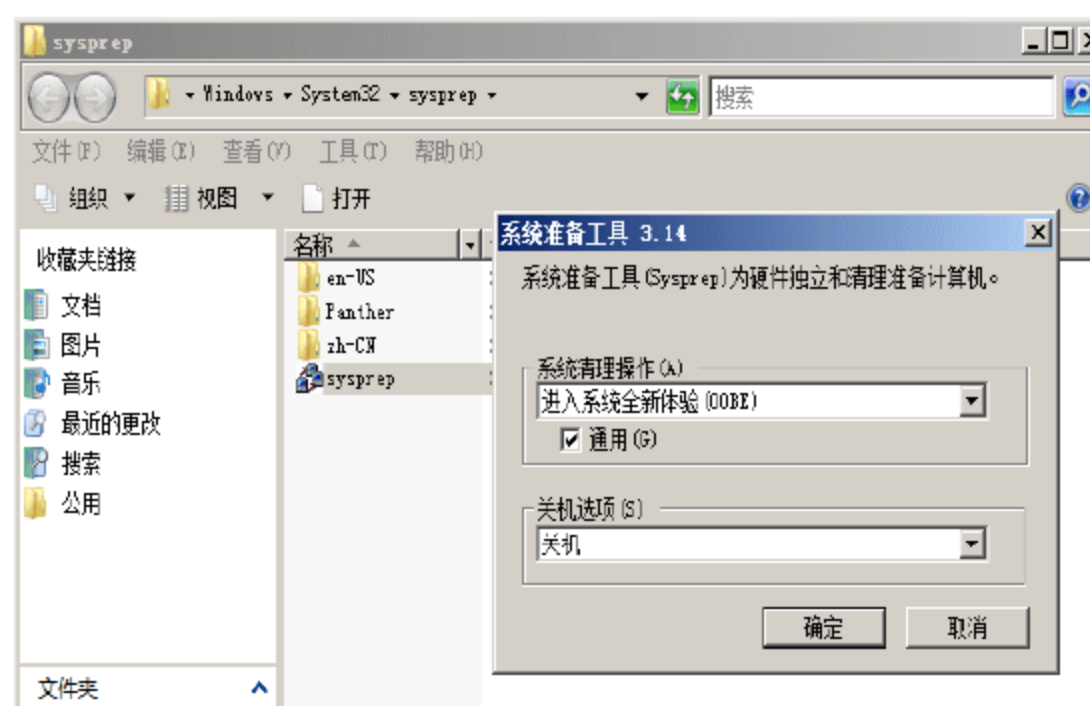 sysprep
Windows System32 sysprep
搜索
文件(F) 编辑(E) 查看(V) 工具(T) 帮助(H)
组织 视图 打开
收藏夹链接
文档
图片
音乐
最近的更改
搜索
公用
文件夹
名称
en-US
Panther
zh-CN
sysprep
系统准备工具 3.14
系统准备工具(Sysprep)为硬件独立和清理准备计算机。
系统清理操作(A)
进入系统全新体验(OOBE)
通用(G)
关机选项(S)
关机
确定 取消